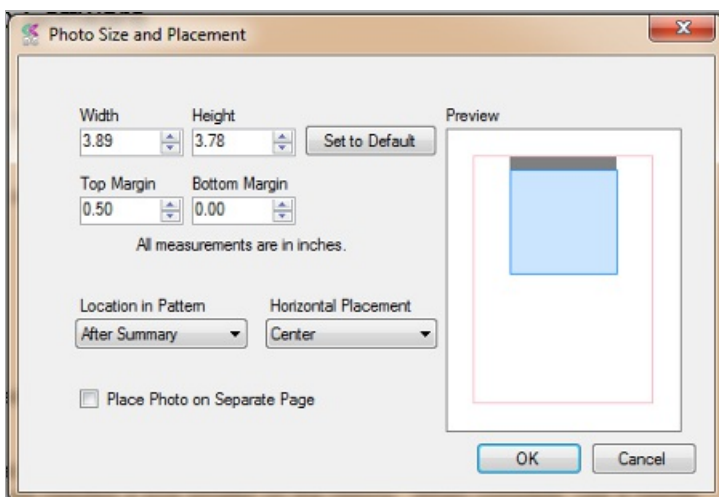 Photo Size and Placement
Width Height Preview
3.89 3.78 Set to Default
Top Margin Bottom Margin
0.50 0.00
All measurements are in inches.
Location in Pattern Horizontal Placement
After Summary Center
Place Photo on Separate Page
OK Cancel